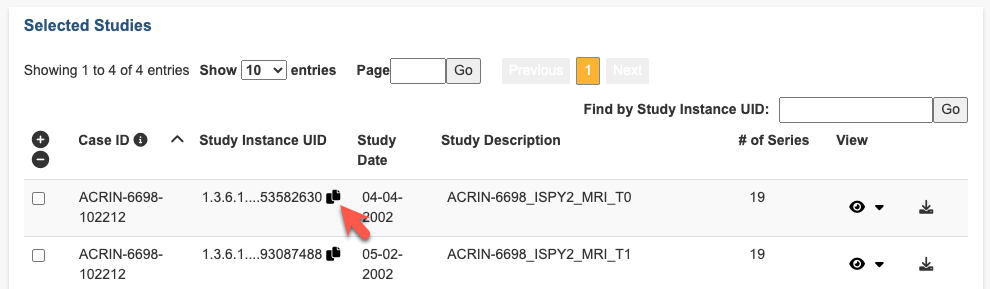 Selected Studies
Showing 1 to 4 of 4 entries Show 10 entries Page Go Previous 1 Next
Find by Study Instance UID: Go
Case ID Study Instance UID Study Date Study Description # of Series View
ACRIN-6698-102212 1.3.6.1....53582630 04-04-2002 ACRIN-6698_ISPY2_MRI_T0 19
ACRIN-6698-102212 1.3.6.1....93087488 05-02-2002 ACRIN-6698_ISPY2_MRI_T1 19